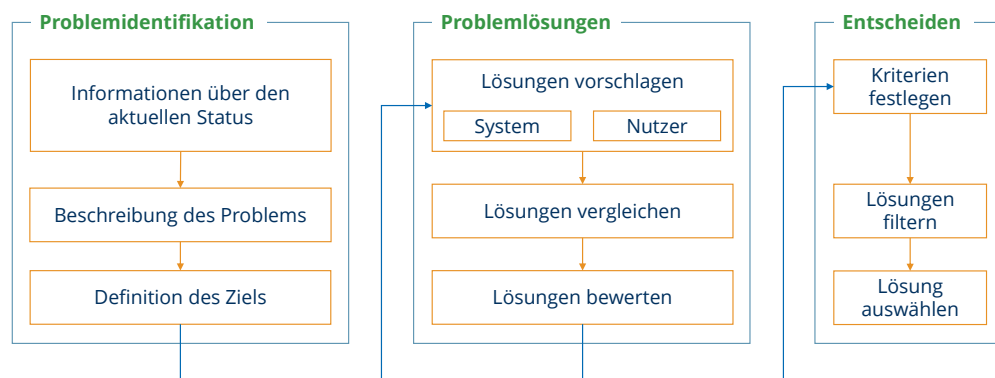 Problemidentifikation
Informationen über den
aktuellen Status
Beschreibung des Problems
Definition des Ziels
Problemlösungen
Lösungen vorschlagen
System
Nutzer
Lösungen vergleichen
Lösungen bewerten
Entscheiden
Kriterien
festlegen
Lösungen
filtern
Lösung
auswählen